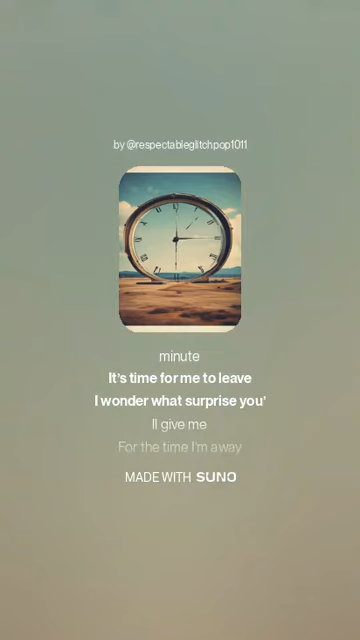 by @respectableglitchpop1011
minute
It's time for me to leave
I wonder what surprise you'
ll give me
For the time I'm away
MADE WITH SUNO